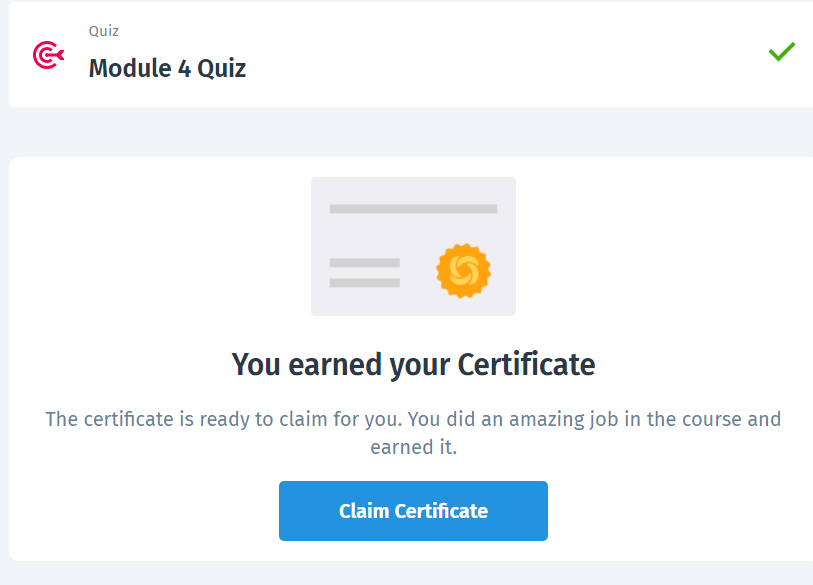 Quiz
Module 4 Quiz
You earned your Certificate
The certificate is ready to claim for you. You did an amazing job in the course and
earned it.
Claim Certificate